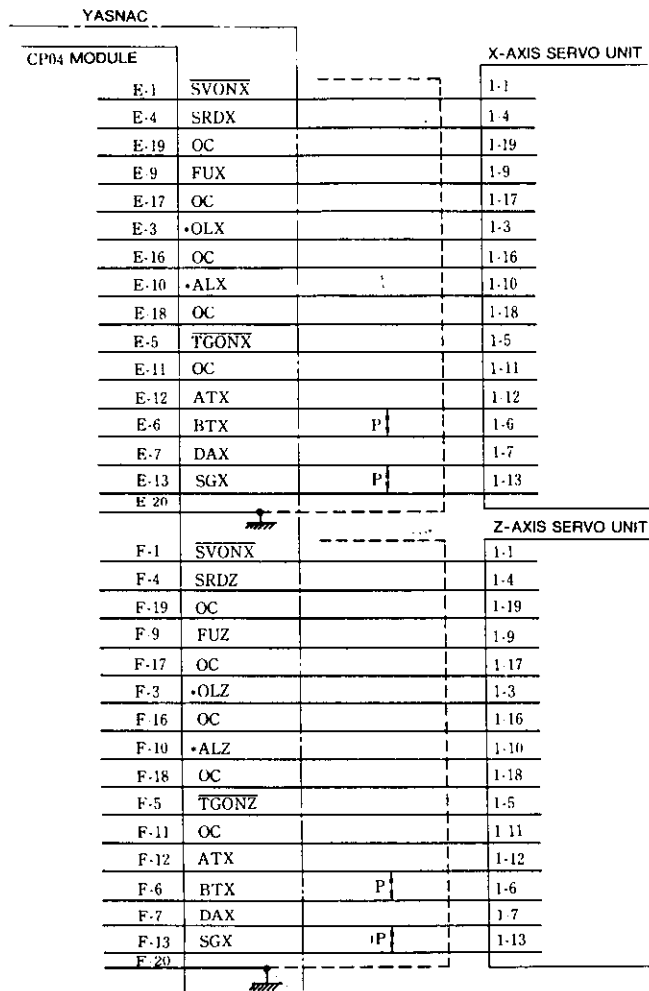 YASNAC
CP04 MODULE
X-AXIS SERVO UNIT
E-1 SVONX 1-1
E-4 SRDX 1-4
E-19 OC 1-19
E-9 FUX 1-9
E-17 OC 1-17
E-3 •OLX 1-3
E-16 OC 1-16
E-10 •ALX 1-10
E-18 OC 1-18
E-5 TGONX 1-5
E-11 OC 1-11
E-12 ATX 1-12
E-6 BTX P 1-6
E-7 DAX 1-7
E-13 SGX P 1-13
E 20
Z-AXIS SERVO UNIT
F-1 SVONX 1-1
F-4 SRDZ 1-4
F-19 OC 1-19
F-9 FUZ 1-9
F-17 OC 1-17
F-3 •OLZ 1-3
F-16 OC 1-16
F-10 •ALZ 1-10
F-18 OC 1-18
F-5 TGONZ 1-5
F-11 OC 1-11
F-12 ATX 1-12
F-6 BTX P 1-6
F-7 DAX 1-7
F-13 SGX P 1-13
F-20